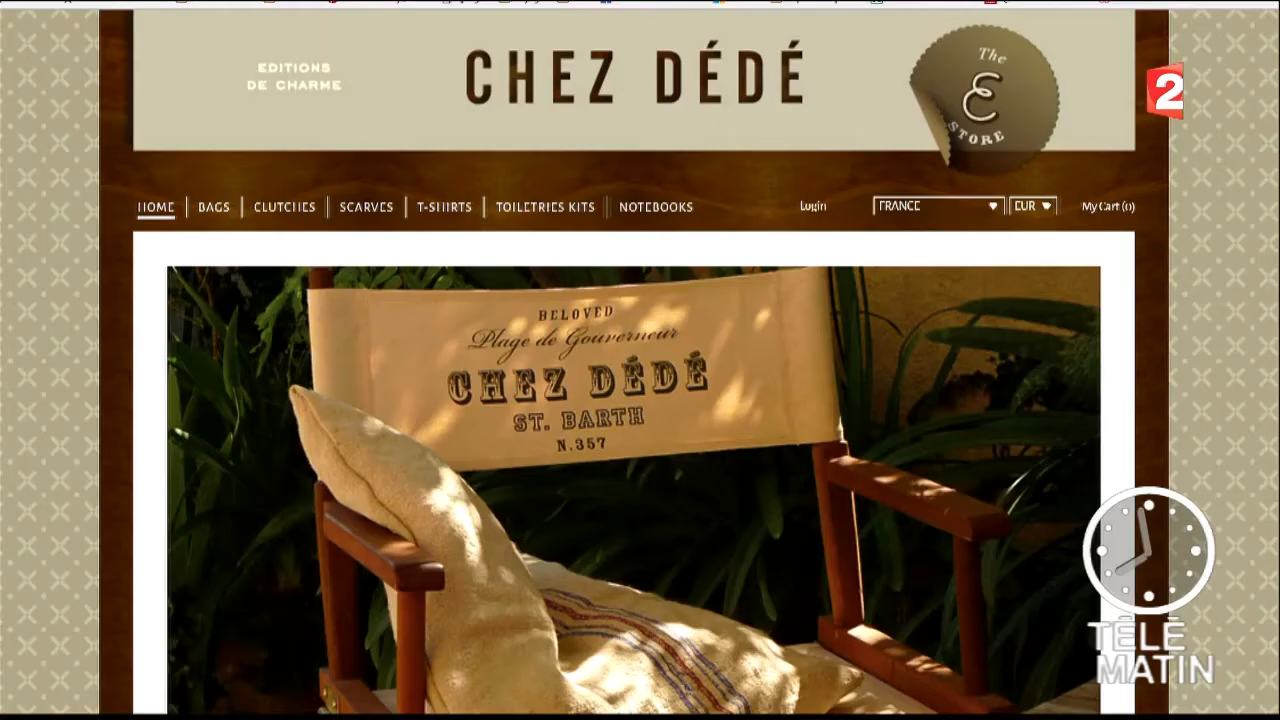 EDITIONS
DE CHARME
CHEZ DÉDÉ
The
E
STORE
2
HOME
BAGS
CLUTCHES
SCARVES
T-SHIRTS
TOILETRIES KITS
NOTEBOOKS
Login
FRANCE
EUR
My Cart (0)
BELOVED
Plage de Gouverneur
CHEZ DÉDÉ
ST. BARTH
N.357
TÉLÉ
MATIN